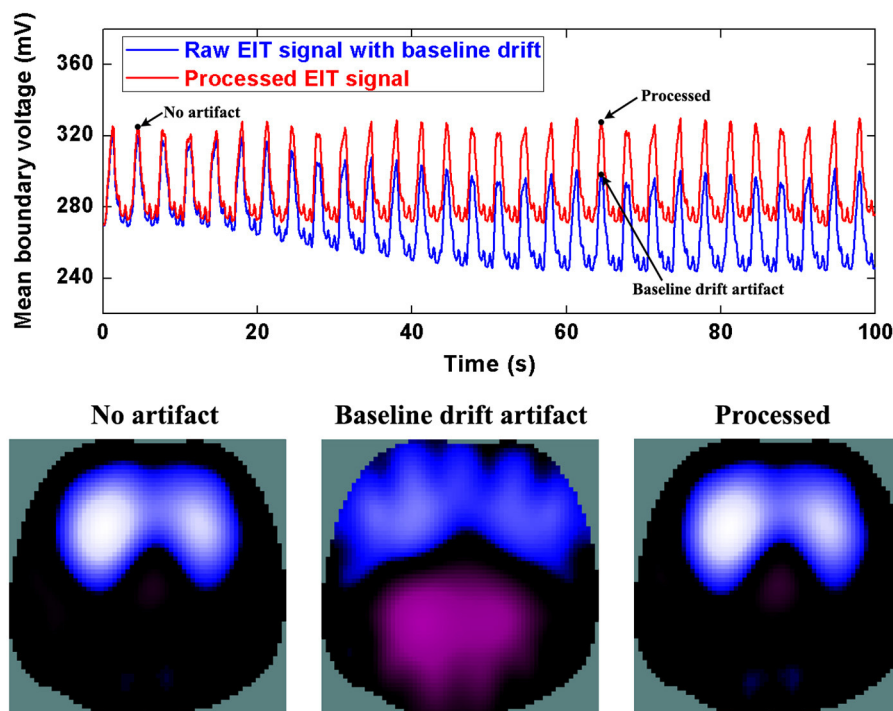 Mean boundary voltage (mV)
360
320
280
240
Raw EIT signal with baseline drift
Processed EIT signal
No artifact
Processed
Baseline drift artifact
0
20
40
60
80
100
Time (s)
No artifact
Baseline drift artifact
Processed